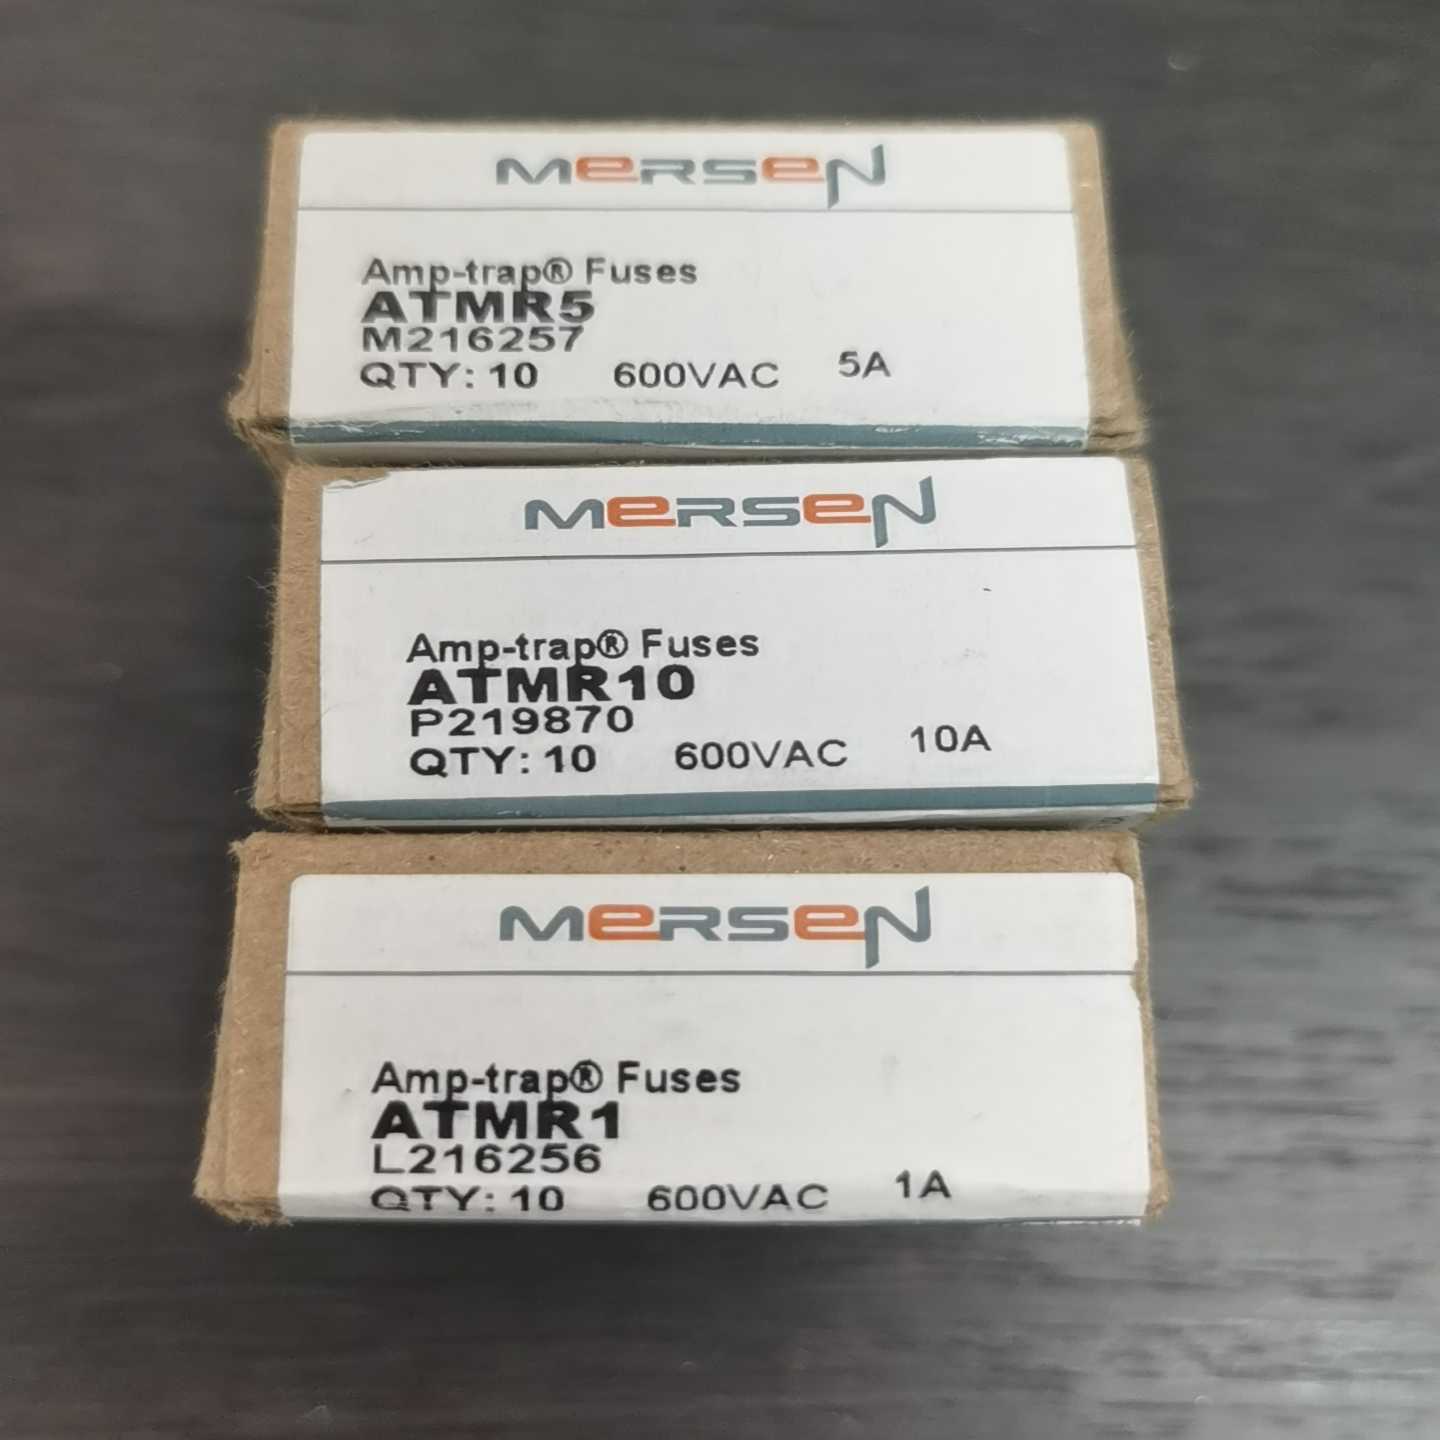 MERSEN
Amp-trap® Fuses
ATMR5
M216257
QTY: 10 600VAC 5A
MERSEN
Amp-trap® Fuses
ATMR10
P219870
QTY: 10 600VAC 10A
MERSEN
Amp-trap® Fuses
ATMR1
L216256
QTY: 10 600VAC 1A